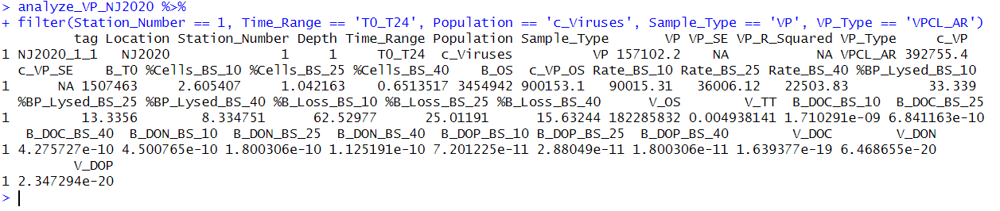 > analyze_VP_NJ2020 %>%
+ filter(Station_Number == 1, Time_Range == 'T0_T24', Population == 'c_Viruses', Sample_Type == 'VP', VP_Type == 'VPCL_AR')
tag Location Station_Number Depth Time_Range Population Sample_Type VP VP_SE VP_R_Squared VP_Type c_VP
1 NJ2020_1_1 NJ2020 1 1 T0_T24 c_Viruses VP 157102.2 NA NA VPCL_AR 392755.4
c_VP_SE B_T0 %Cells_BS_10 %Cells_BS_25 %Cells_BS_40 B_OS c_VP_OS Rate_BS_10 Rate_BS_25 Rate_BS_40 %BP_Lysed_BS_10
1 NA 1507463 2.605407 1.042163 0.6513517 3454942 900153.1 90015.31 36006.12 22503.83 33.339
%BP_Lysed_BS_25 %BP_Lysed_BS_40 %B_Loss_BS_10 %B_Loss_BS_25 %B_Loss_BS_40 V_OS V_TT B_DOC_BS_10 B_DOC_BS_25
1 13.3356 8.334751 62.52977 25.01191 15.63244 182285832 0.004938141 1.710291e-09 6.841163e-10
B_DOC_BS_40 B_DON_BS_10 B_DON_BS_25 B_DON_BS_40 B_DOP_BS_10 B_DOP_BS_25 B_DOP_BS_40 V_DOC V_DON
1 4.275727e-10 4.500765e-10 1.800306e-10 1.125191e-10 7.201225e-11 2.88049e-11 1.800306e-11 1.639377e-19 6.468655e-20
V_DOP
1 2.347294e-20
>